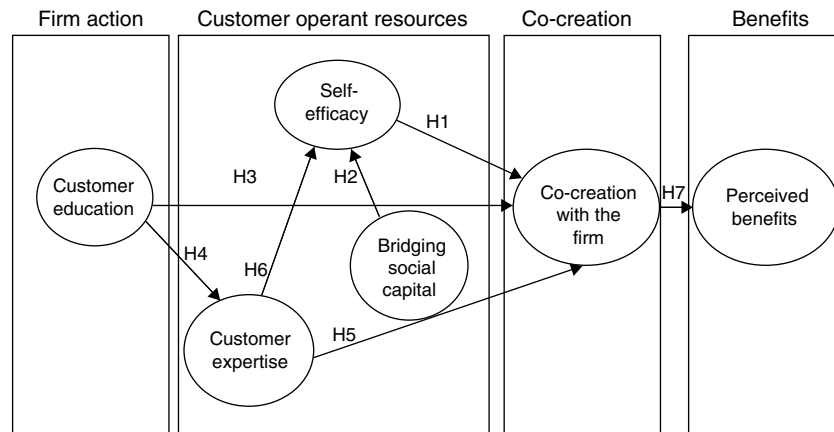 Firm action
Customer operant resources
Co-creation
Benefits
Self-
efficacy
H1
Customer
education
H3
H2
Co-creation
with the
firm
H7
Perceived
benefits
H4
H6
Bridging
social
capital
Customer
expertise
H5